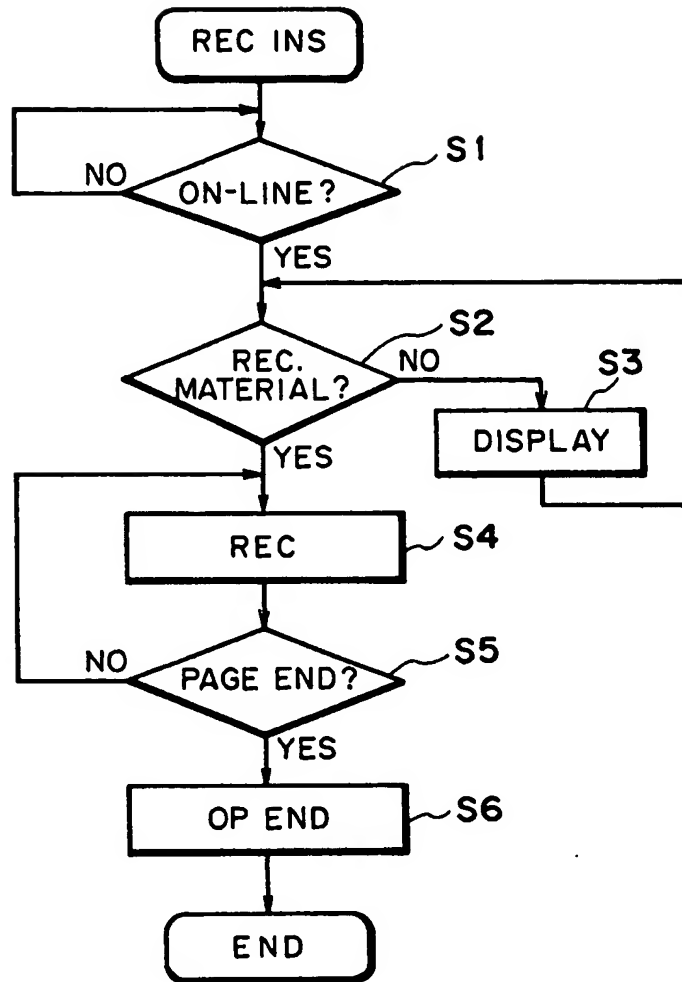 REC INS
S1
NO
ON-LINE?
YES
S2
REC.
MATERIAL?
NO
S3
DISPLAY
YES
REC
S4
NO
PAGE END?
S5
YES
OP END
S6
END